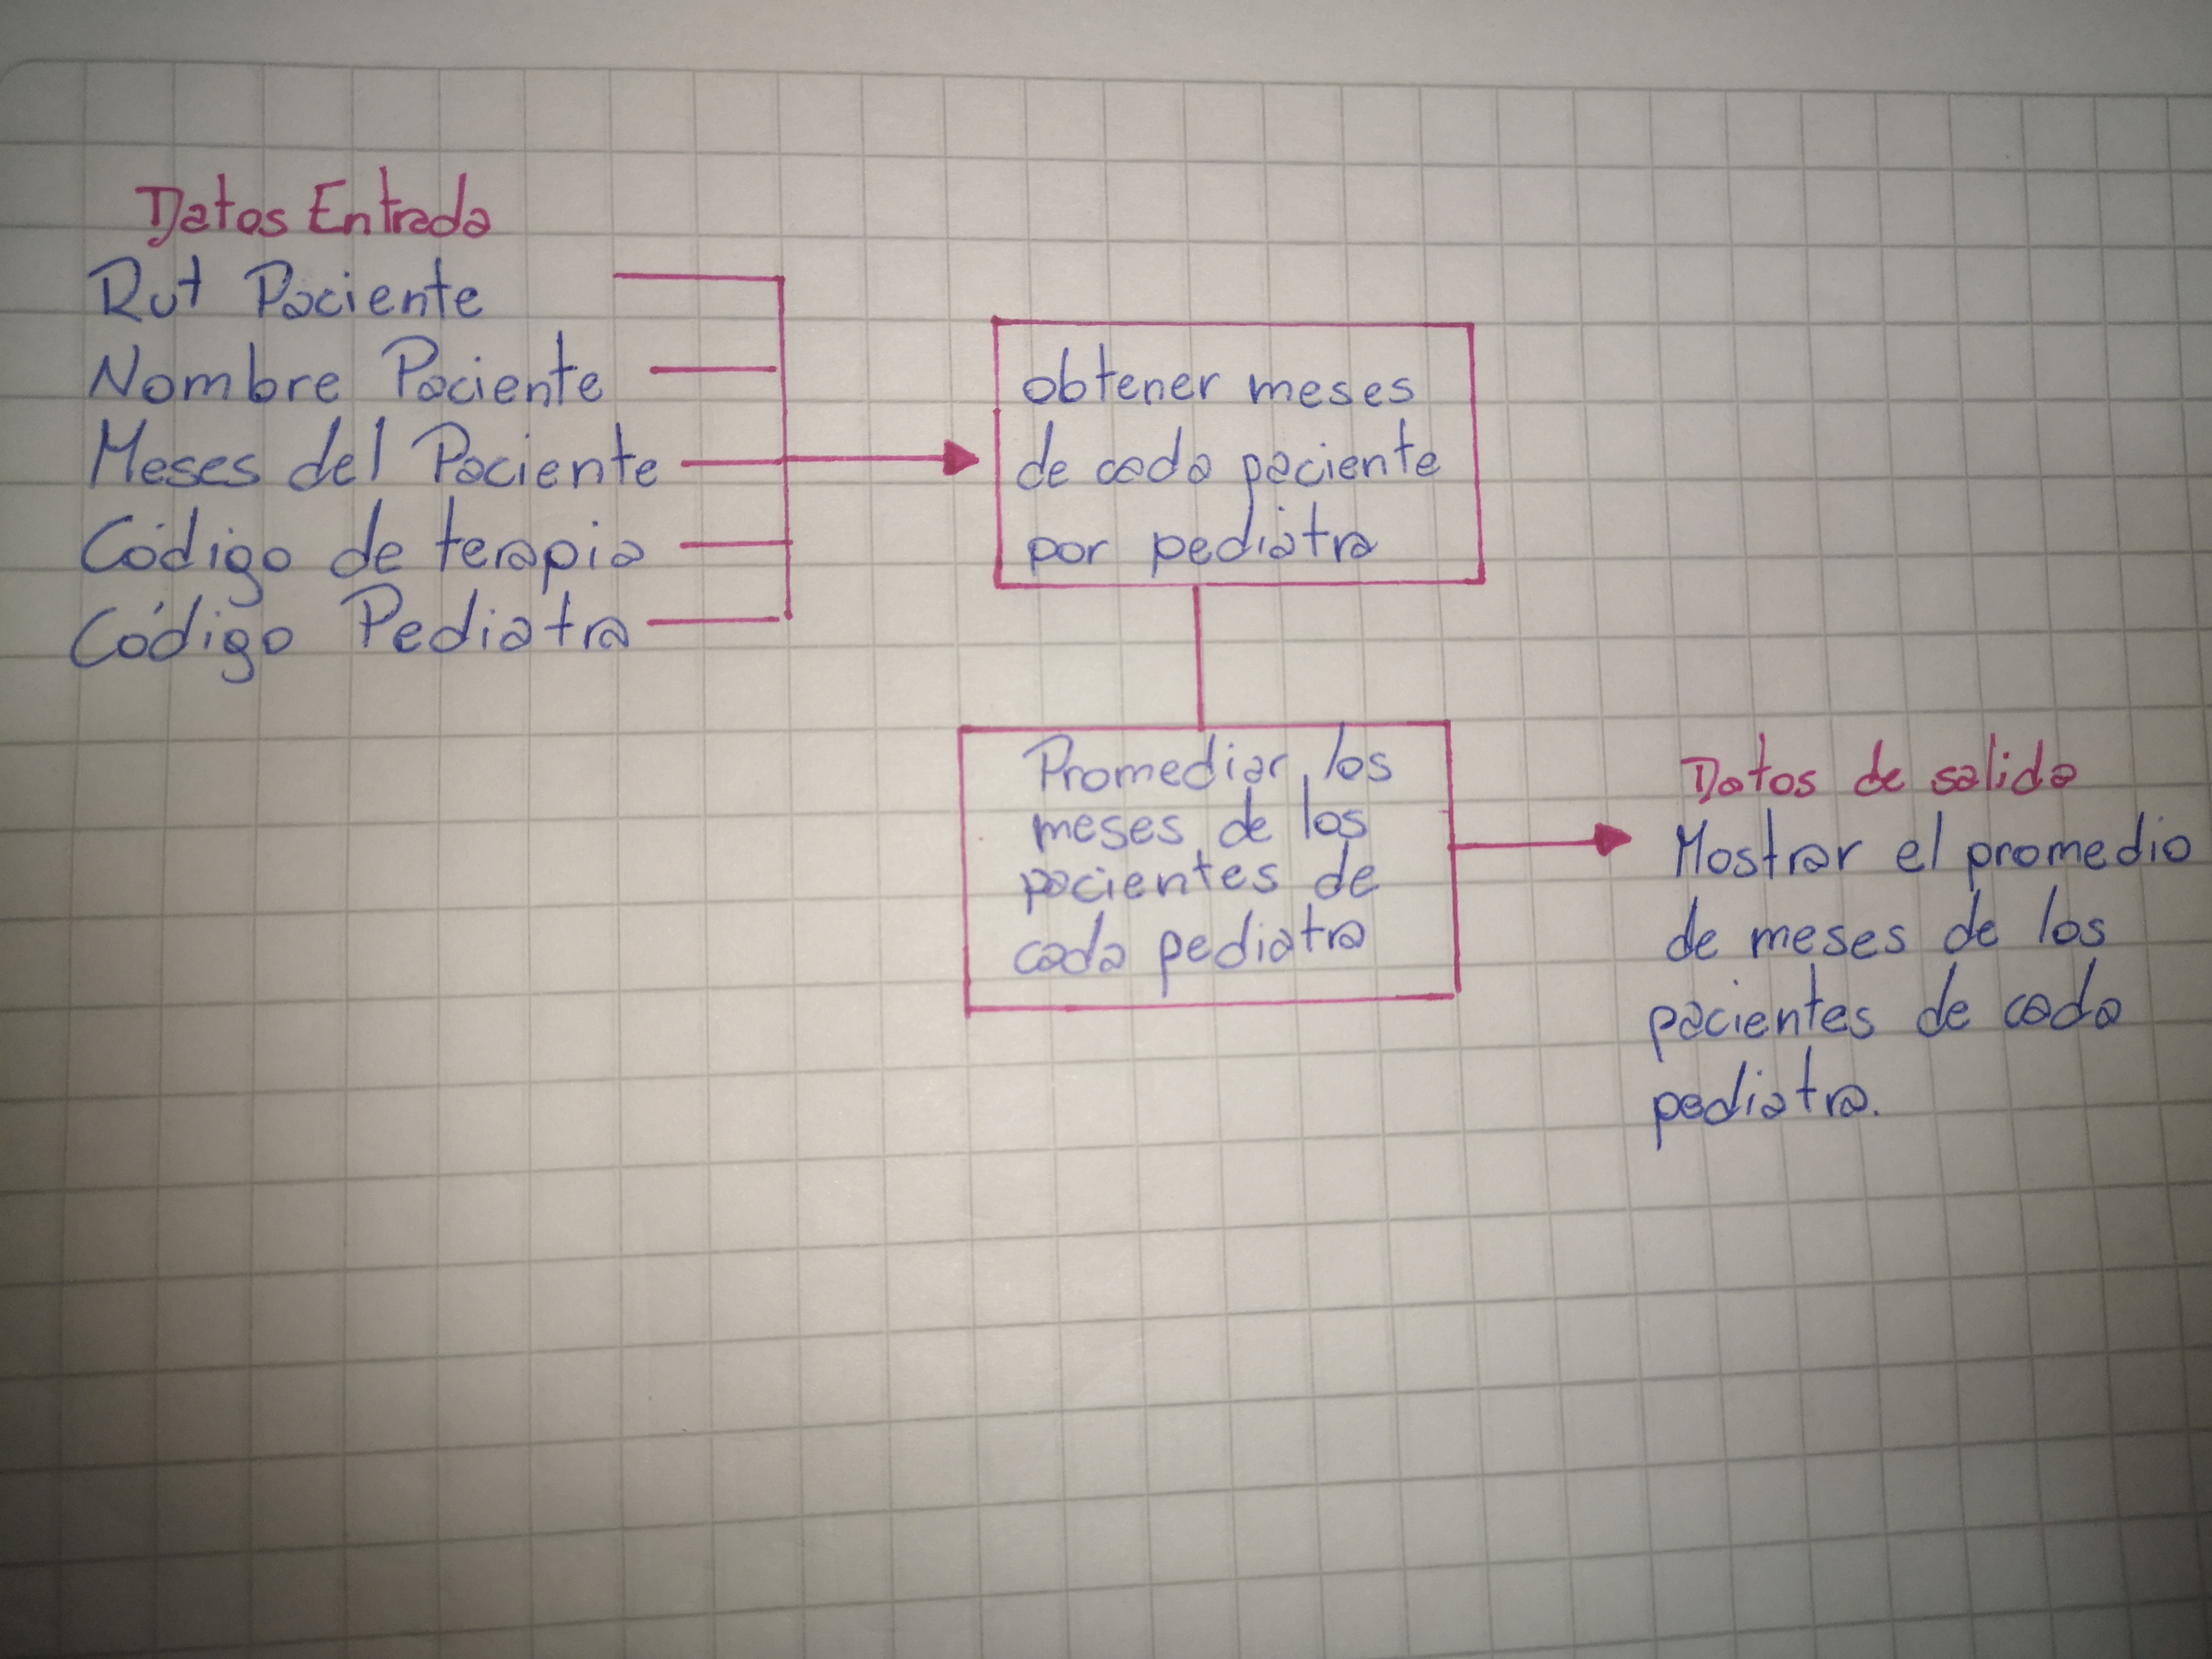 Datos Entrada
Rut Paciente
Nombre Paciente
Meses del Paciente
Código de terapia
Código Pediatra
obtener meses
de cada paciente
por pediatra
Promediar los
meses de los
pacientes de
cada pediatra
Datos de salida
Mostrar el promedio
de meses de los
pacientes de cada
pediatra.